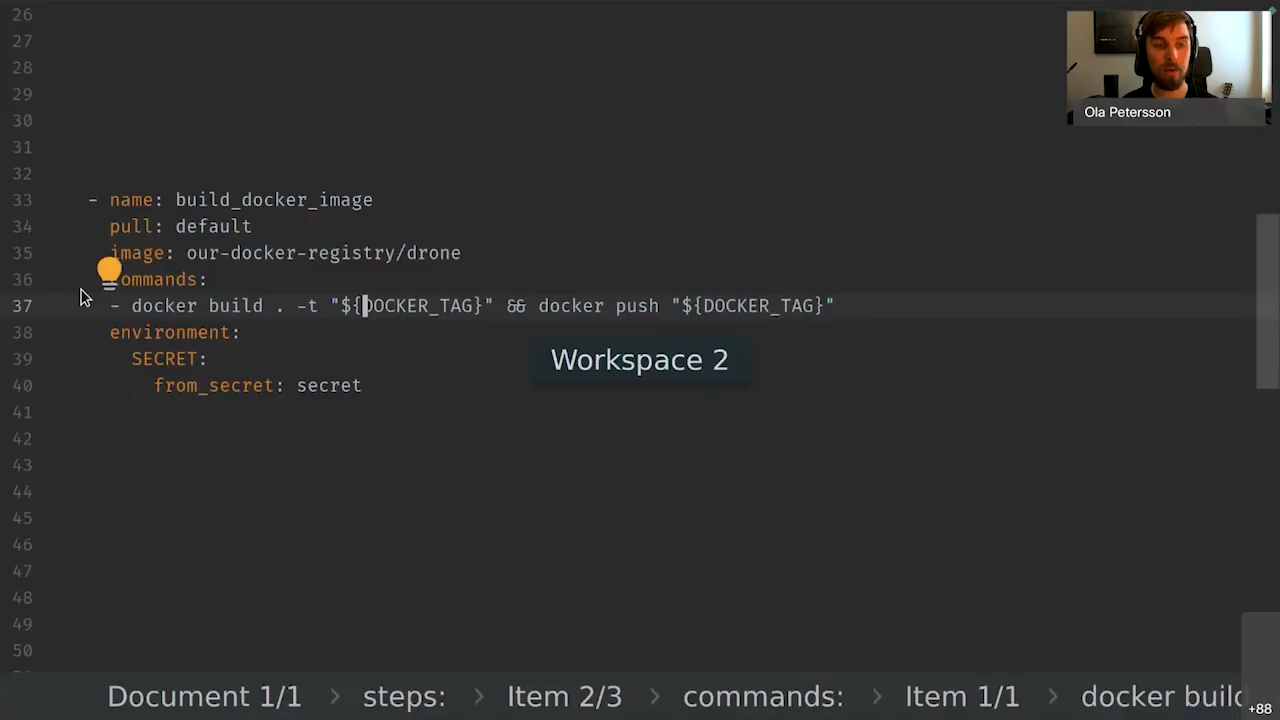 26
27
28
29
30
31
32
33 - name: build_docker_image
34 pull: default
35 image: our-docker-registry/drone
36 ommands:
37 - docker build . -t "${DOCKER_TAG}" && docker push "${DOCKER_TAG}"
38 environment:
39 SECRET:
40 from_secret: secret
41
42
43
44
45
46
47
48
49
50
Ola Petersson
Workspace 2
Document 1/1 › steps: › Item 2/3 › commands: › Item 1/1 › docker build
+88